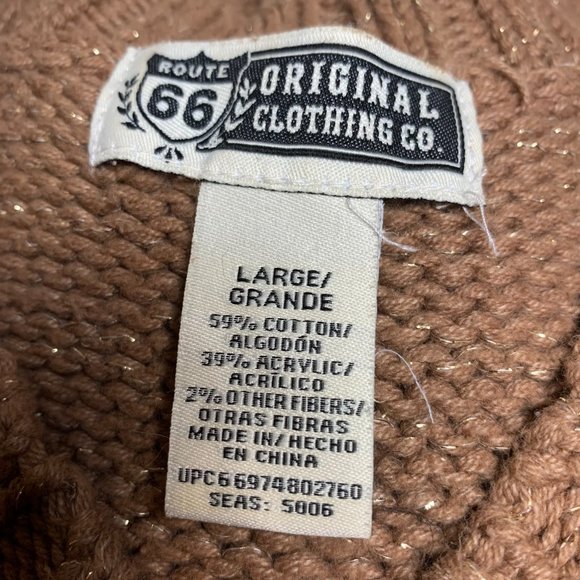 ROUTE
66
ORIGINAL
CLOTHING CO.
LARGE/
GRANDE
59% COTTON/
ALGODÓN
39% ACRYLIC/
ACRÍLICO
2% OTHER FIBERS/
OTRAS FIBRAS
MADE IN/HECHO
EN CHINA
UPC6 6974802760
SEAS: 5006